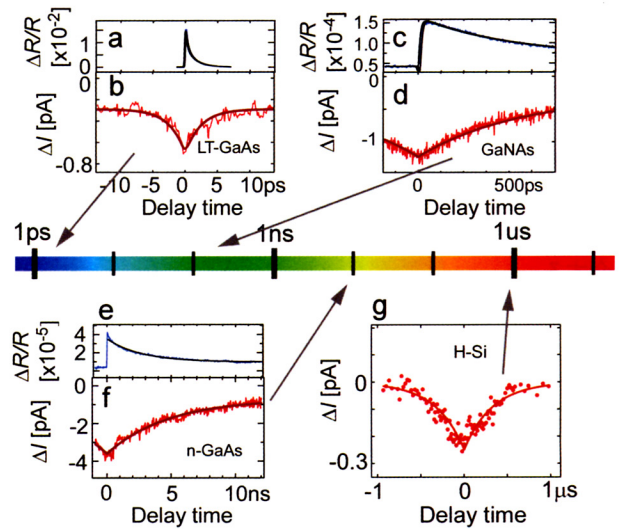 a
ΔR/R
[x10⁻²]
1
0
b
0
ΔI [pA]
-0.8
LT-GaAs
-10
-5
0
5
10ps
Delay time
c
ΔR/R
[x10⁻⁴]
1.5
1.0
0.5
d
0
ΔI [pA]
-1
GaNAs
0
500ps
Delay time
1ps
1ns
1us
e
ΔR/R
[x10⁻⁵]
4
2
0
f
0
ΔI [pA]
-2
-4
n-GaAs
0
5
10ns
Delay time
g
H-Si
ΔI [pA]
0
-0.3
-1
0
1μs
Delay time